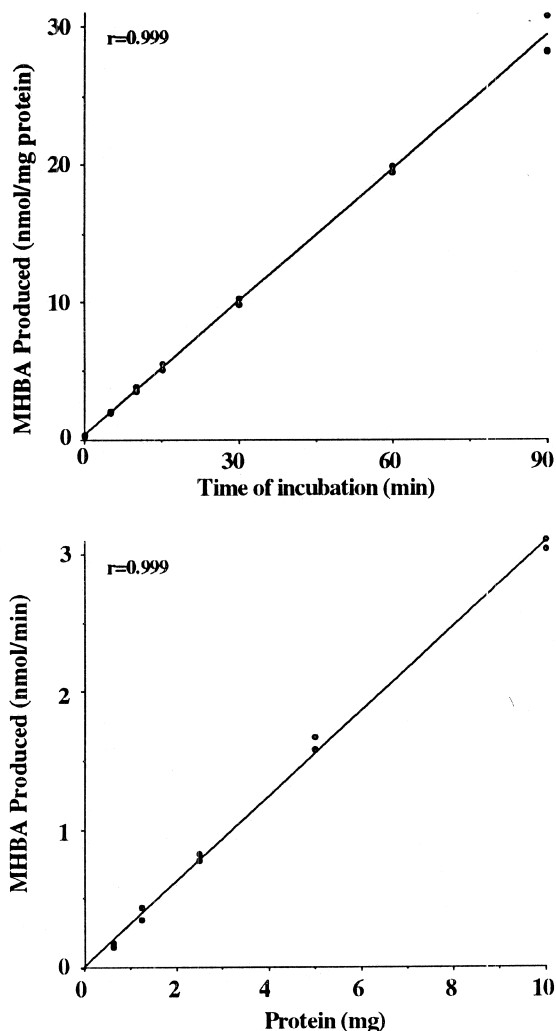 r=0.999
MHBA Produced (nmol/mg protein)
30
20
10
0
0 30 60 90
Time of incubation (min)
r=0.999
MHBA Produced (nmol/min)
3
2
1
0
0 2 4 6 8 10
Protein (mg)